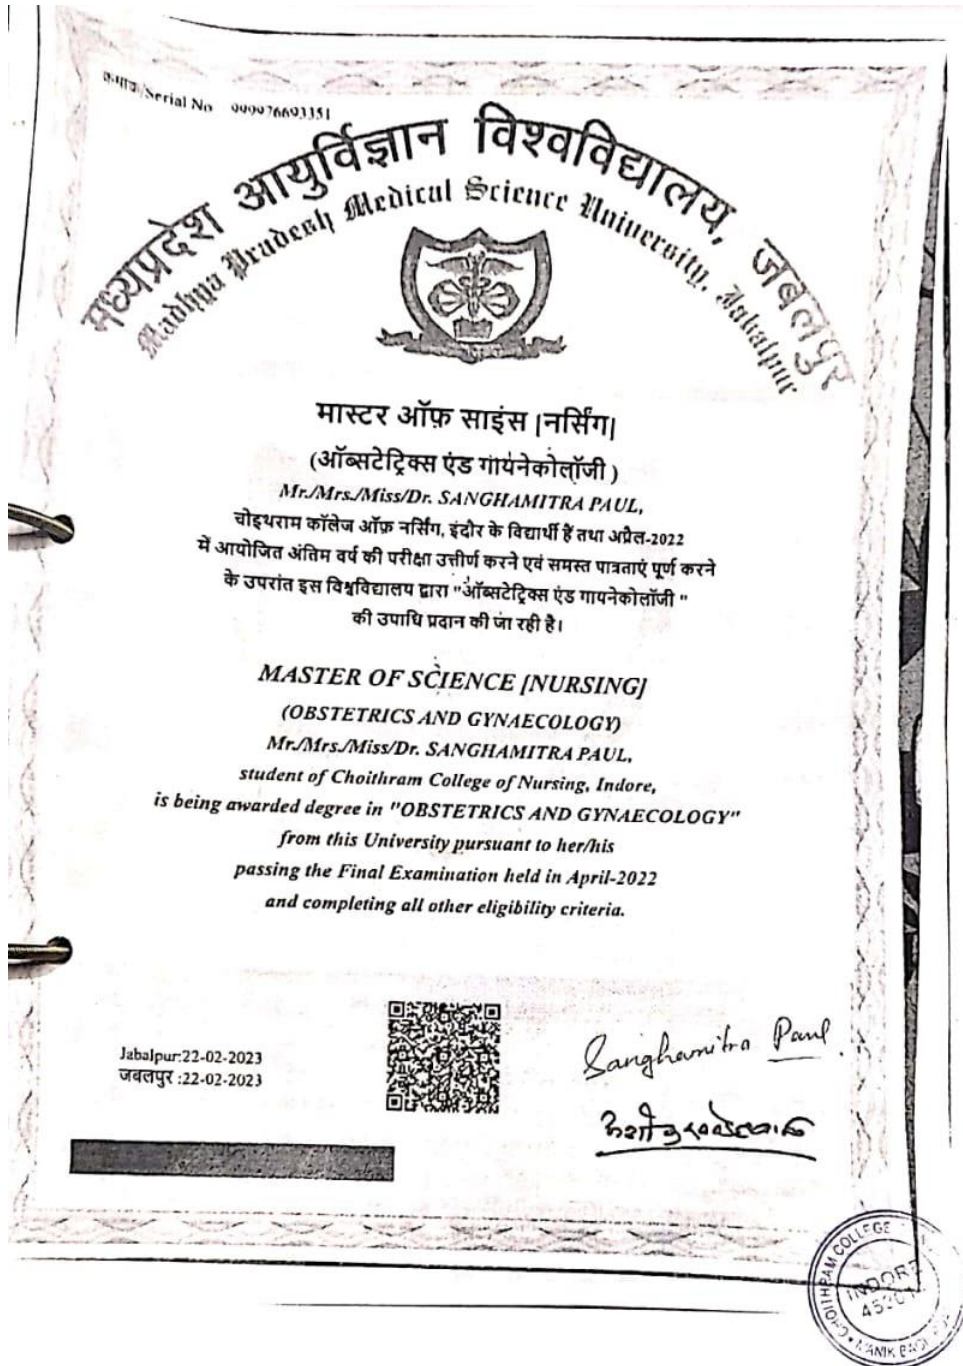 क्रमांक/Serial No 999976693351
मध्यप्रदेश आयुर्विज्ञान विश्वविद्यालय, जबलपुर
Madhya Pradesh Medical Science University, Jabalpur
मास्टर ऑफ़ साइंस |नर्सिंग|
(ऑब्सटेट्रिक्स एंड गायनेकोलॉजी )
Mr./Mrs./Miss/Dr. SANGHAMITRA PAUL,
चोइथराम कॉलेज ऑफ़ नर्सिंग, इंदौर के विद्यार्थी हैं तथा अप्रैल-2022
में आयोजित अंतिम वर्ष की परीक्षा उत्तीर्ण करने एवं समस्त पात्रताएं पूर्ण करने
के उपरांत इस विश्वविद्यालय द्वारा "ऑब्सटेट्रिक्स एंड गायनेकोलॉजी "
की उपाधि प्रदान की जा रही है।
MASTER OF SCIENCE [NURSING]
(OBSTETRICS AND GYNAECOLOGY)
Mr./Mrs./Miss/Dr. SANGHAMITRA PAUL,
student of Choithram College of Nursing, Indore,
is being awarded degree in "OBSTETRICS AND GYNAECOLOGY"
from this University pursuant to her/his
passing the Final Examination held in April-2022
and completing all other eligibility criteria.
Jabalpur:22-02-2023
जबलपुर :22-02-2023
Sanghamitra Paul
CHOITHRAM COLLEGE
INDORE
MANIK